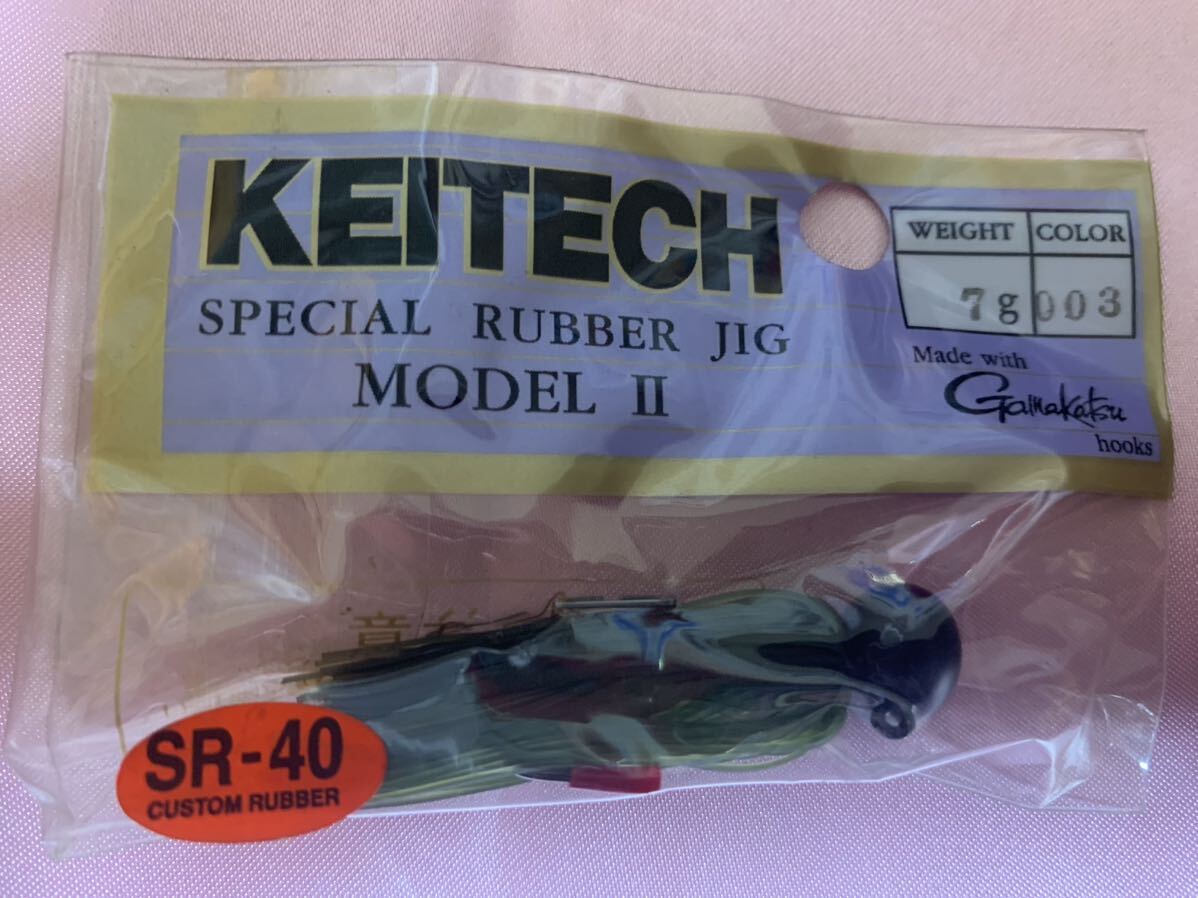 KEITECH
SPECIAL RUBBER JIG
MODEL II
WEIGHT COLOR
7g 003
Made with
Gamakatsu
hooks
SR-40
CUSTOM RUBBER